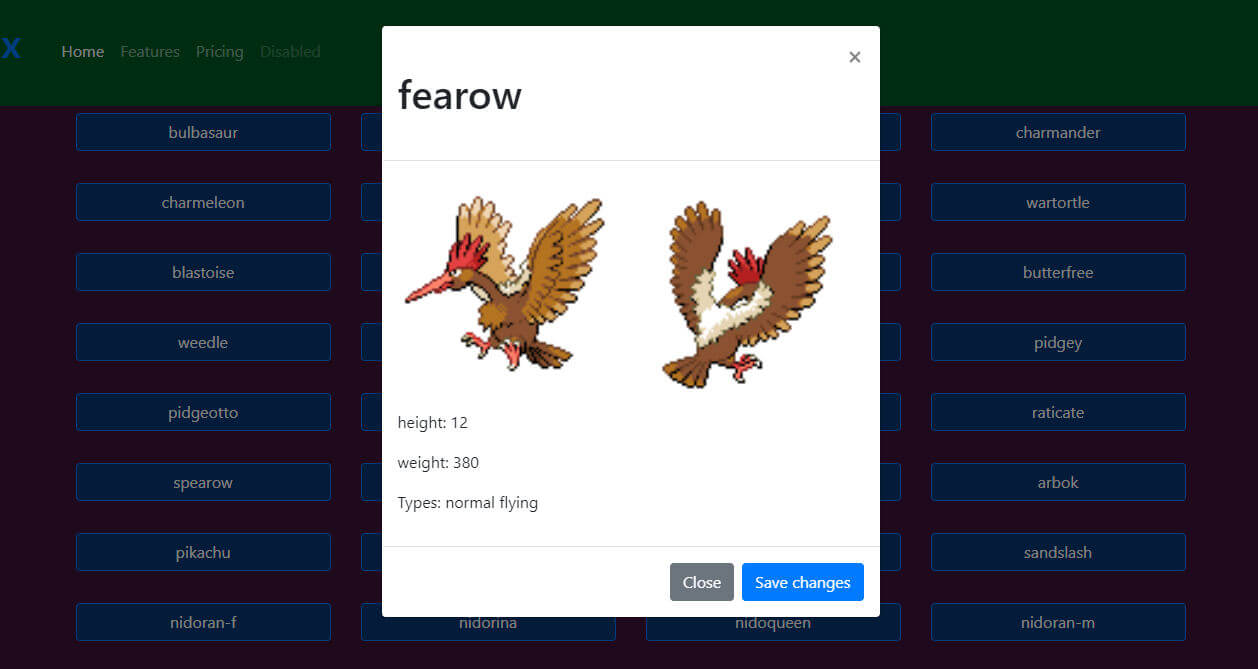 X Home Features Pricing Disabled
×
fearow
bulbasaur charmander
charmeleon wartortle
blastoise butterfree
weedle pidgey
pidgeotto raticate
spearow arbok
pikachu sandslash
height: 12
weight: 380
Types: normal flying
Close Save changes
nidoran-f nidorina nidoqueen nidoran-m